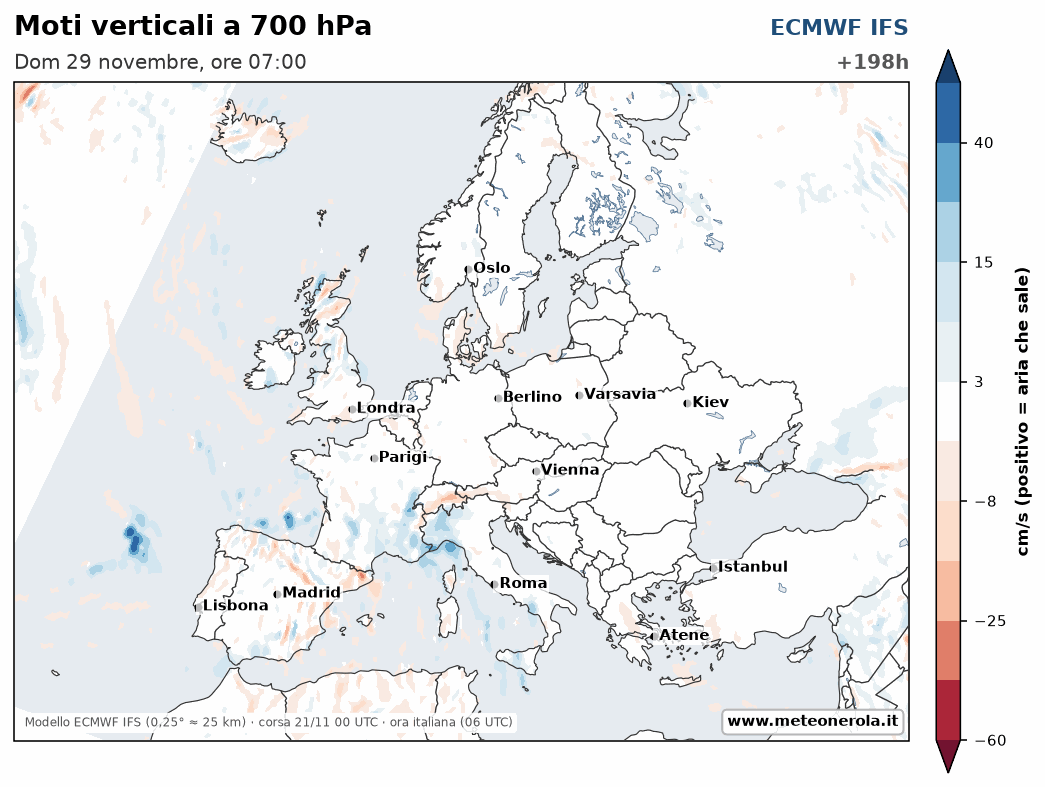 Moti verticali a 700 hPa
ECMWF IFS
Dom 29 novembre, ore 07:00
+198h
40
15
3
−8
−25
−60
cm/s (positivo = aria che sale)
Oslo
Londra
Berlino
Varsavia
Kiev
Parigi
Vienna
Istanbul
Roma
Madrid
Lisbona
Atene
Modello ECMWF IFS (0,25° ≈ 25 km) · corsa 21/11 00 UTC · ora italiana (06 UTC)
www.meteonerola.it